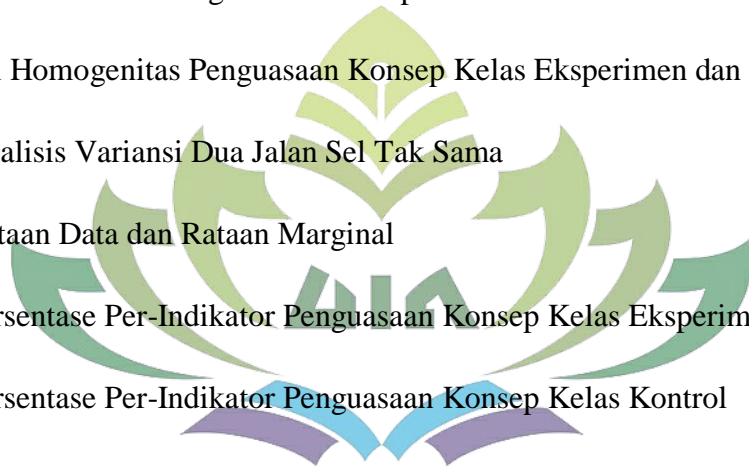 Homogenitas Penguasaan Konsep Kelas Eksperimen dan
alisis Variansi Dua Jalan Sel Tak Sama
taan Data dan Rataan Marginal
UIN
rsentase Per-Indikator Penguasaan Konsep Kelas Eksperim
rsentase Per-Indikator Penguasaan Konsep Kelas Kontrol